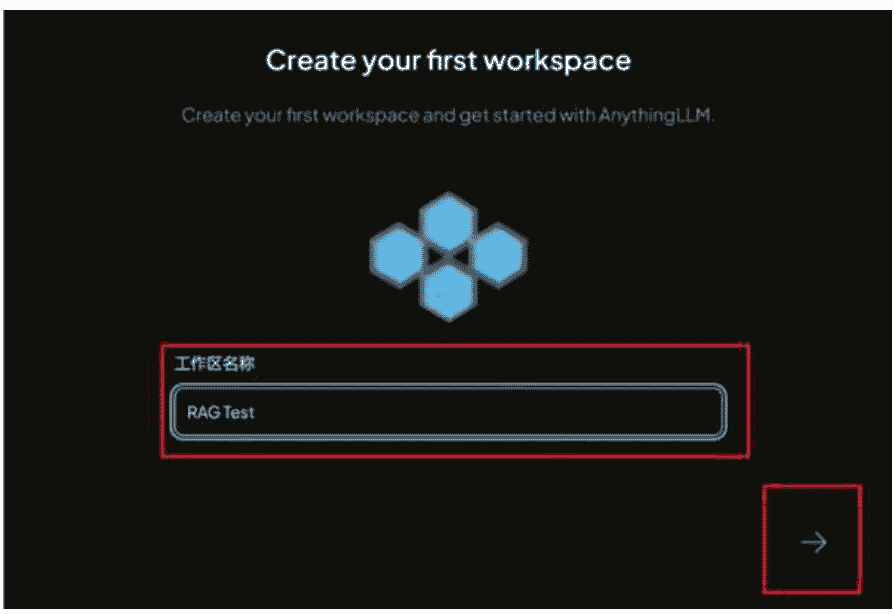 Create your first workspace
Create your first workspace and get started with AnythingLLM.
工作区名称
RAG Test